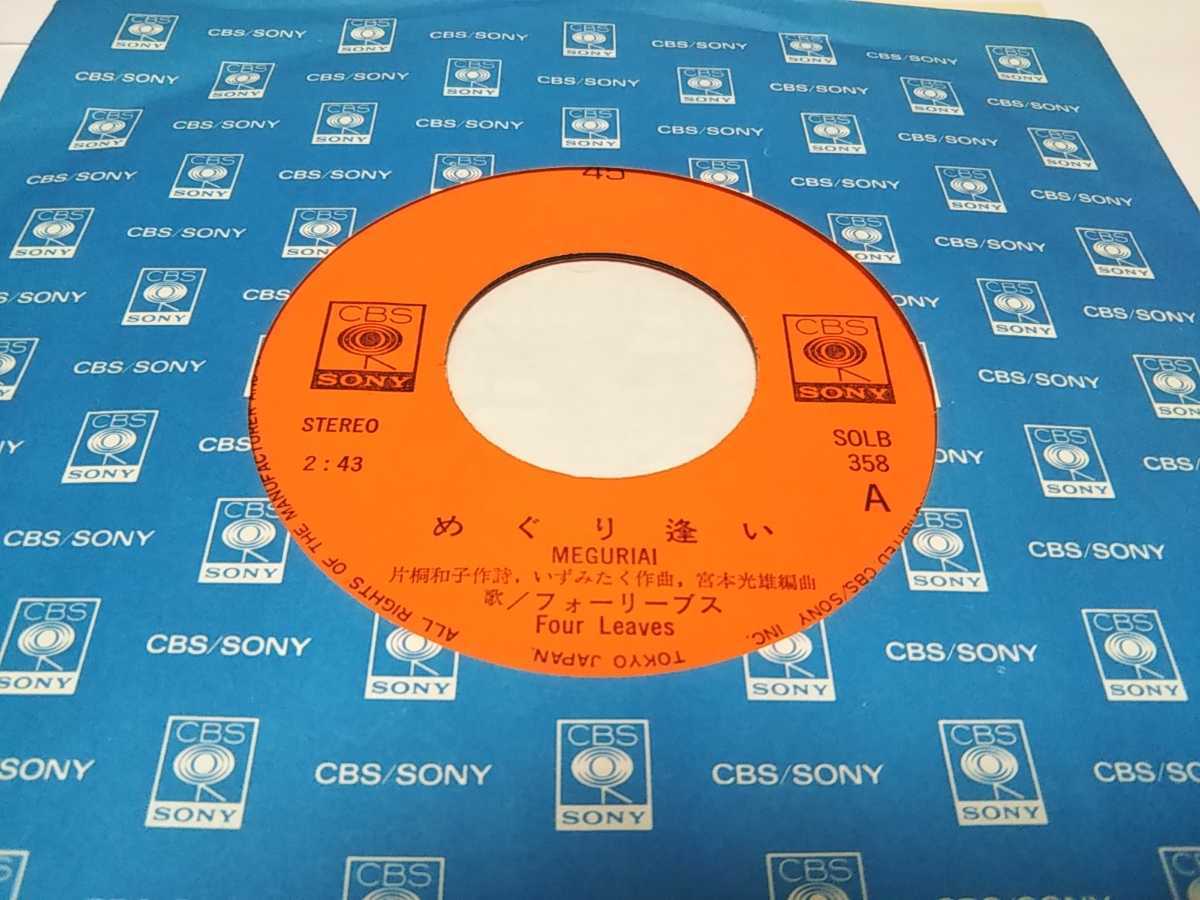 45
CBS
SONY
CBS
SONY
STEREO
2:43
SOLB
358
A
めぐり逢い
MEGURIAI
片桐和子作詩, いずみたく作曲, 宮本光雄編曲
歌／フォーリーブス
Four Leaves
ALL RIGHTS OF THE MANUFACTURER AND
CBS/SONY INC.
TOKYO JAPAN.
CBS/SONY
CBS
SONY